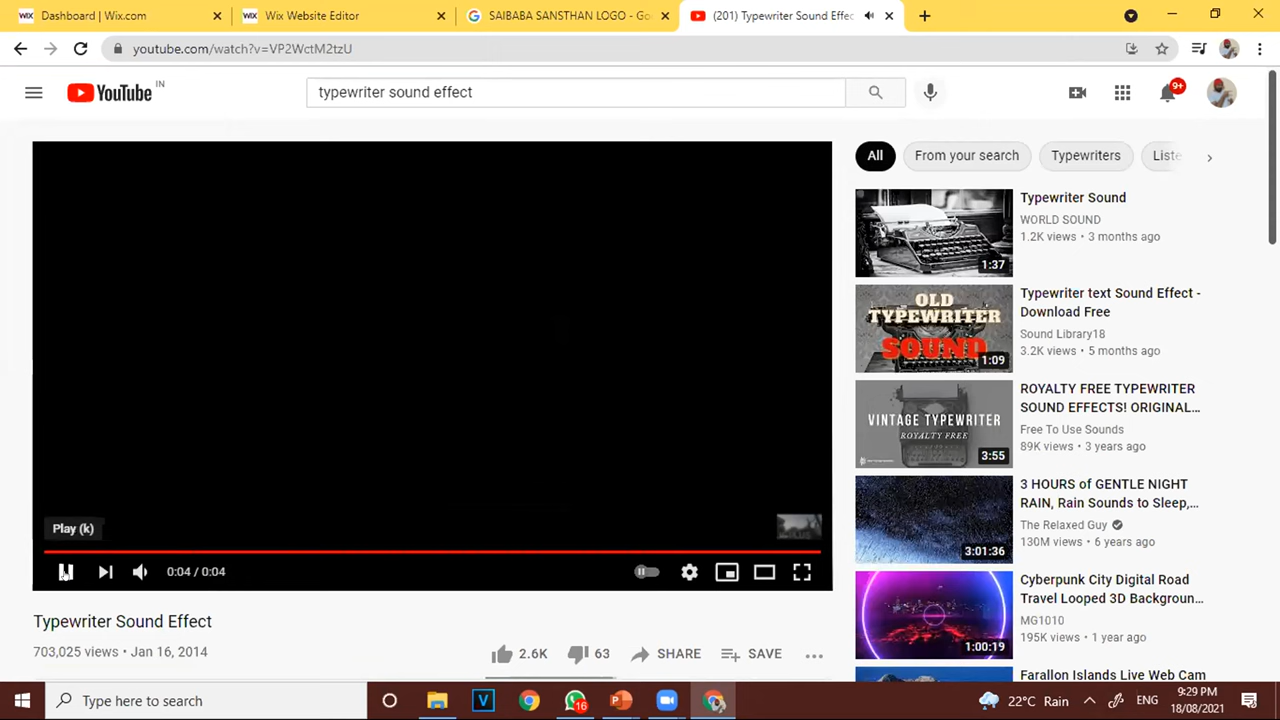 WIX Dashboard | Wix.com
WIX Wix Website Editor
SAIBABA SANSTHAN LOGO - Go
(201) Typewriter Sound Effec
youtube.com/watch?v=VP2WctM2tzU
YouTube IN
typewriter sound effect
9+
All
From your search
Typewriters
Liste
Typewriter Sound
WORLD SOUND
1.2K views • 3 months ago
1:37
OLD
TYPEWRITER
SOUND
1:09
Typewriter text Sound Effect -
Download Free
Sound Library18
3.2K views • 5 months ago
VINTAGE TYPEWRITER
ROYALTY FREE
3:55
ROYALTY FREE TYPEWRITER
SOUND EFFECTS! ORIGINAL...
Free To Use Sounds
89K views • 3 years ago
3:01:36
3 HOURS of GENTLE NIGHT
RAIN, Rain Sounds to Sleep,...
The Relaxed Guy
130M views • 6 years ago
1:00:19
Cyberpunk City Digital Road
Travel Looped 3D Backgroun...
MG1010
195K views • 1 year ago
Farallon Islands Live Web Cam
Play (k)
0:04 / 0:04
Typewriter Sound Effect
703,025 views • Jan 16, 2014
2.6K
63
SHARE
SAVE
Type here to search
V
16
22°C Rain
ENG
9:29 PM
18/08/2021